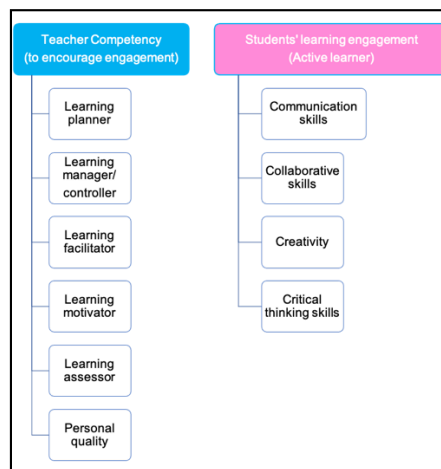 Teacher Competency
(to encourage engagement)
Learning
planner
Learning
manager/
controller
Learning
facilitator
Learning
motivator
Learning
assessor
Personal
quality
Students' learning engagement
(Active learner)
Communication
skills
Collaborative
skills
Creativity
Critical
thinking skills